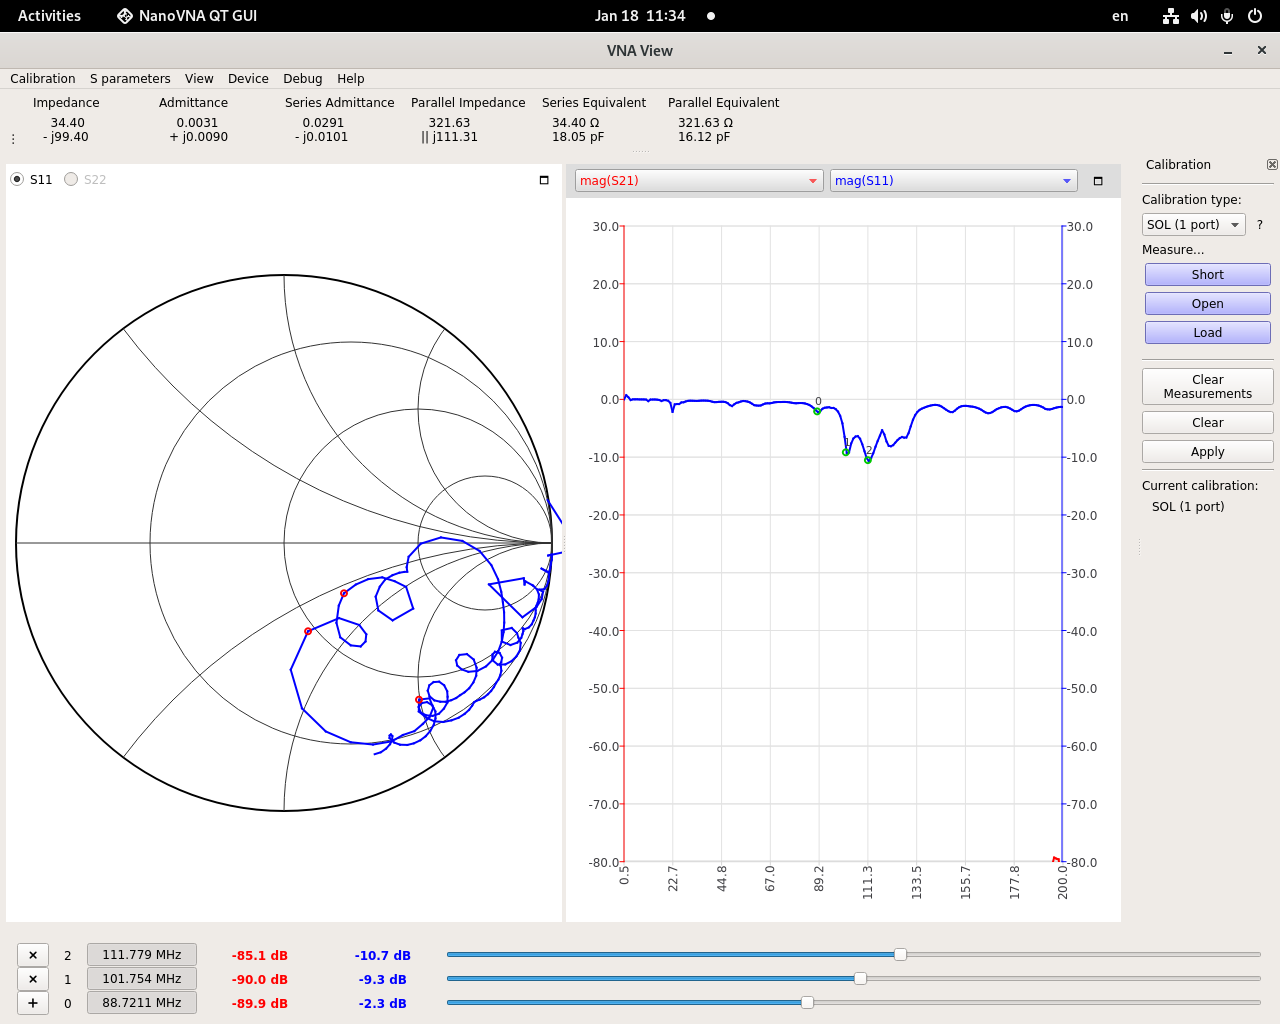 Activities NanoVNA QT GUI Jan 18 11:34 en
VNA View
Calibration S parameters View Device Debug Help
Impedance Admittance Series Admittance Parallel Impedance Series Equivalent Parallel Equivalent
34.40 0.0031 0.0291 321.63 34.40 Ω 321.63 Ω
- j99.40 + j0.0090 - j0.0101 || j111.31 18.05 pF 16.12 pF
S11 S22
mag(S21) mag(S11)
30.0 30.0
20.0 20.0
10.0 10.0
0.0 0.0
-10.0 -10.0
-20.0 -20.0
-30.0 -30.0
-40.0 -40.0
-50.0 -50.0
-60.0 -60.0
-70.0 -70.0
-80.0 -80.0
0 1 2
0.5 22.7 44.8 67.0 89.2 111.3 133.5 155.7 177.8 200.0
Calibration
Calibration type:
SOL (1 port) ?
Measure...
Short
Open
Load
Clear
Measurements
Clear
Apply
Current calibration:
SOL (1 port)
× 2 111.779 MHz -85.1 dB -10.7 dB
× 1 101.754 MHz -90.0 dB -9.3 dB
+ 0 88.7211 MHz -89.9 dB -2.3 dB